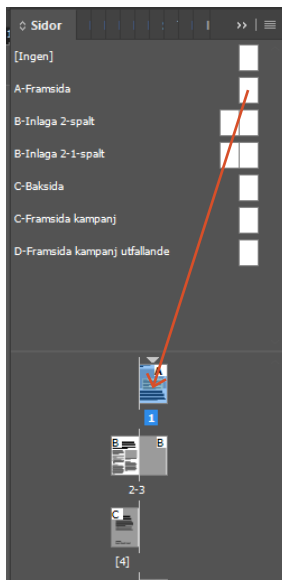 Sidor
[Ingen]
A-Framsida
B-Inlaga 2-spalt
B-Inlaga 2-1-spalt
C-Baksida
C-Framsida kampanj
D-Framsida kampanj utfallande
A
1
B B
2-3
C
[4]